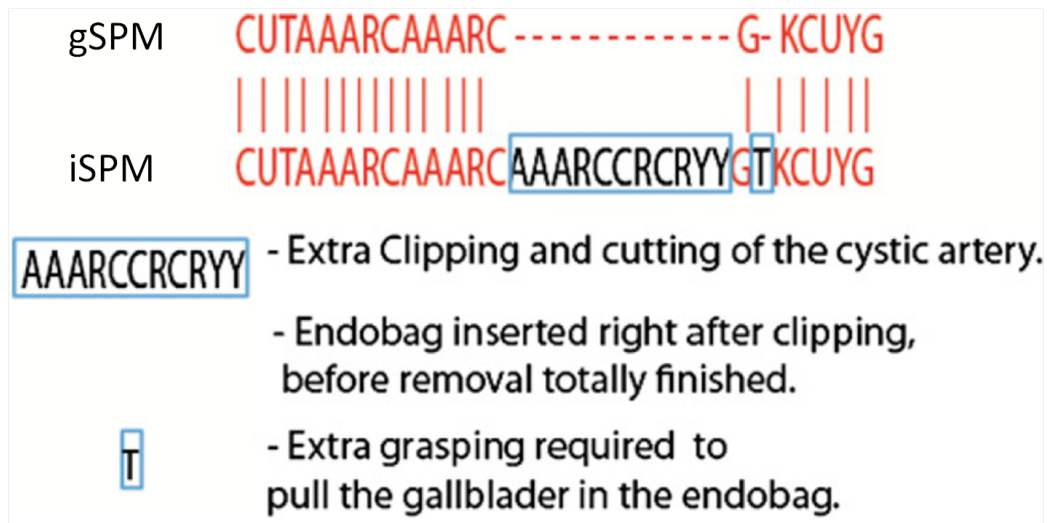 gSPM CUTAAARCAAARC------------G-KCUYG
iSPM CUTAAARCAAARCAAARCCRCRYYGTKCUYG
AAARCCRCRYY - Extra Clipping and cutting of the cystic artery.
- Endobag inserted right after clipping,
before removal totally finished.
T - Extra grasping required to
pull the gallblader in the endobag.